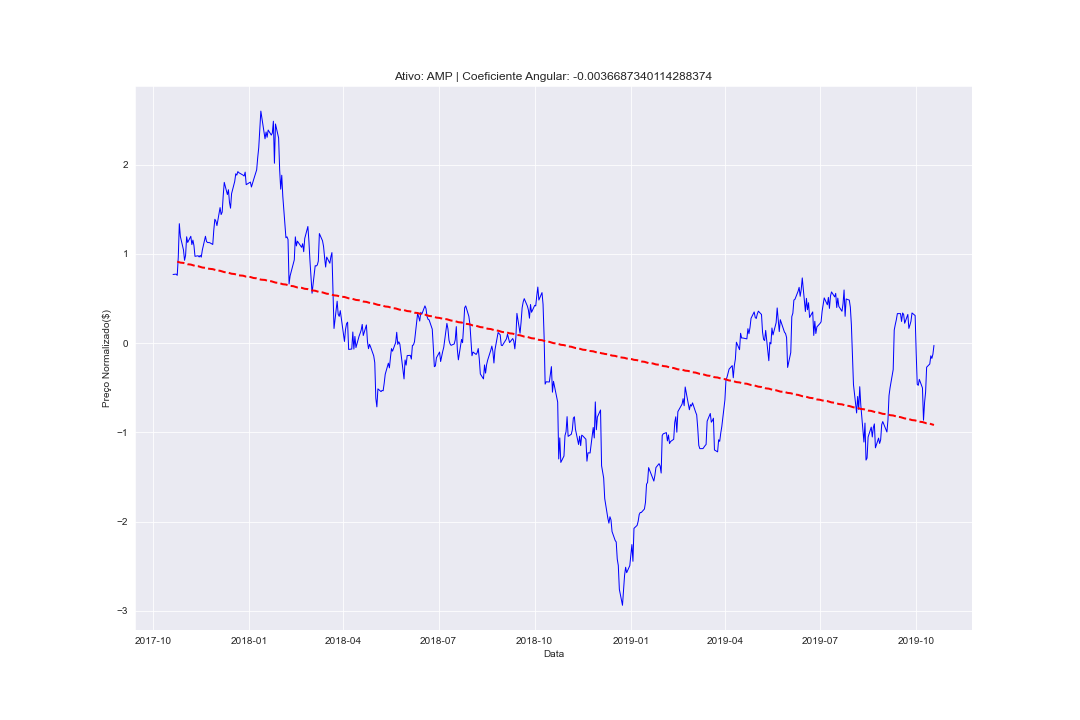 Ativo: AMP | Coeficiente Angular: -0.0036687340114288374
Preço Normalizado($)
2
1
0
−1
−2
−3
2017-10 2018-01 2018-04 2018-07 2018-10 2019-01 2019-04 2019-07 2019-10
Data